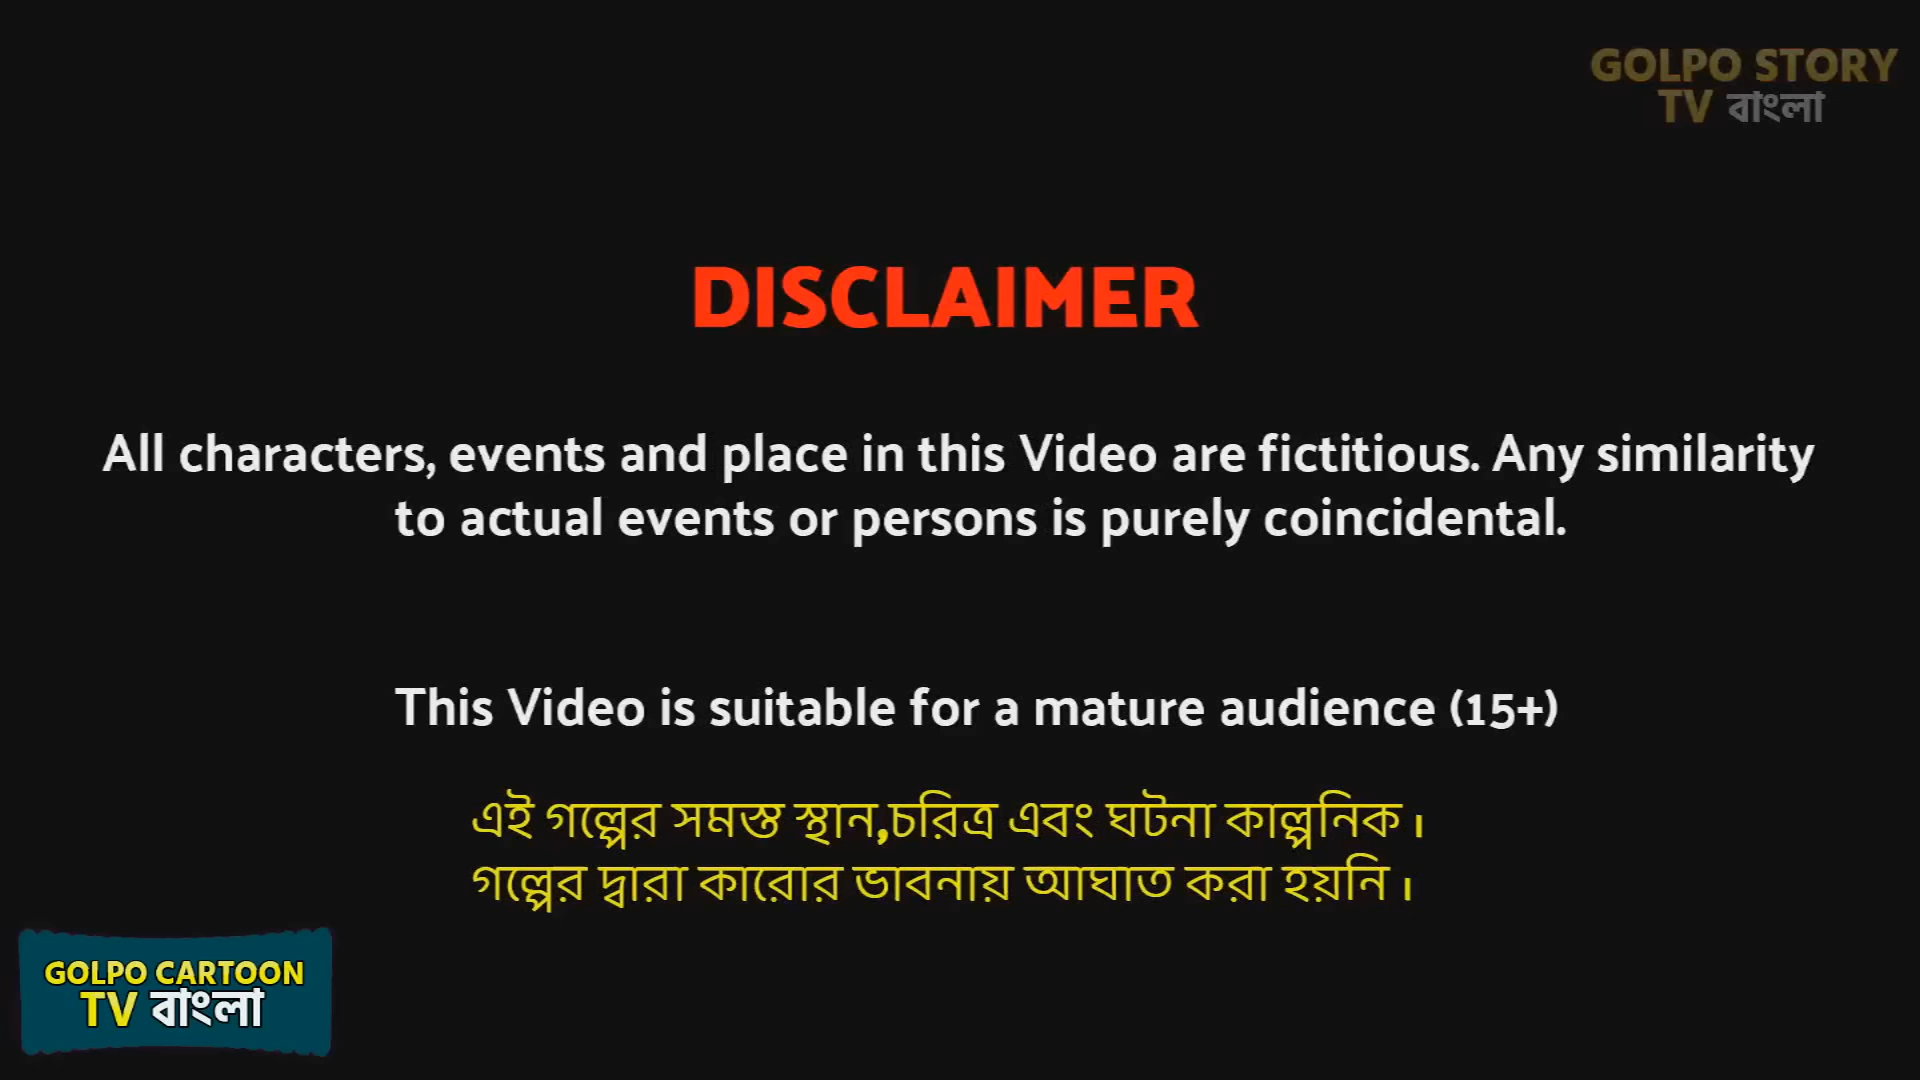 GOLPO STORY
TV বাংলা
DISCLAIMER
All characters, events and place in this Video are fictitious. Any similarity
to actual events or persons is purely coincidental.
This Video is suitable for a mature audience (15+)
এই গল্পের সমস্ত স্থান,চরিত্র এবং ঘটনা কাল্পনিক ।
গল্পের দ্বারা কারোর ভাবনায় আঘাত করা হয়নি ।
GOLPO CARTOON
TV বাংলা